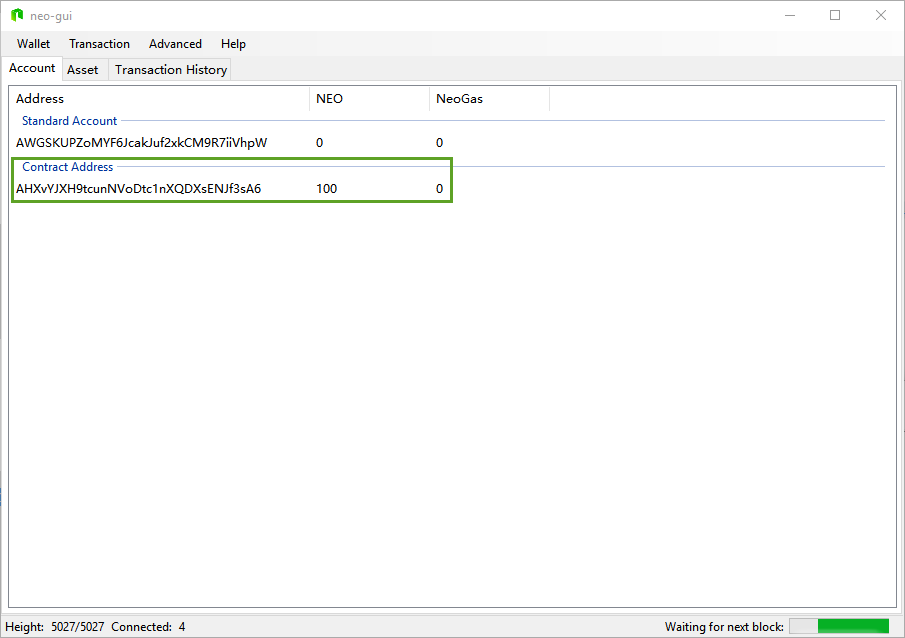 neo-gui
Wallet Transaction Advanced Help
Account Asset Transaction History
Address NEO NeoGas
Standard Account
AWGSKUPZoMYF6JcakJuf2xkCM9R7iiVhpW 0 0
Contract Address
AHXvYJXH9tcunNVoDtc1nXQDXsENJf3sA6 100 0
Height: 5027/5027 Connected: 4 Waiting for next block: